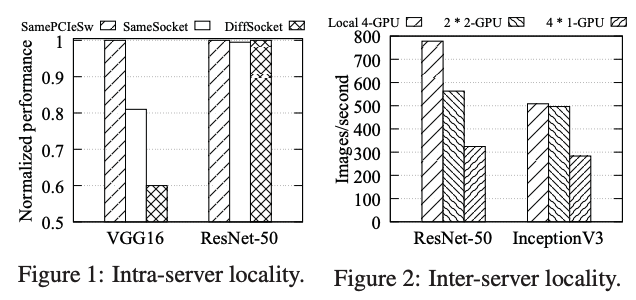 SamePCIeSw SameSocket DiffSocket
Normalized performance
1
0.9
0.8
0.7
0.6
0.5
VGG16 ResNet-50
Figure 1: Intra-server locality.
Local 4-GPU 2 * 2-GPU 4 * 1-GPU
Images/second
800
700
600
500
400
300
200
100
0
ResNet-50 InceptionV3
Figure 2: Inter-server locality.